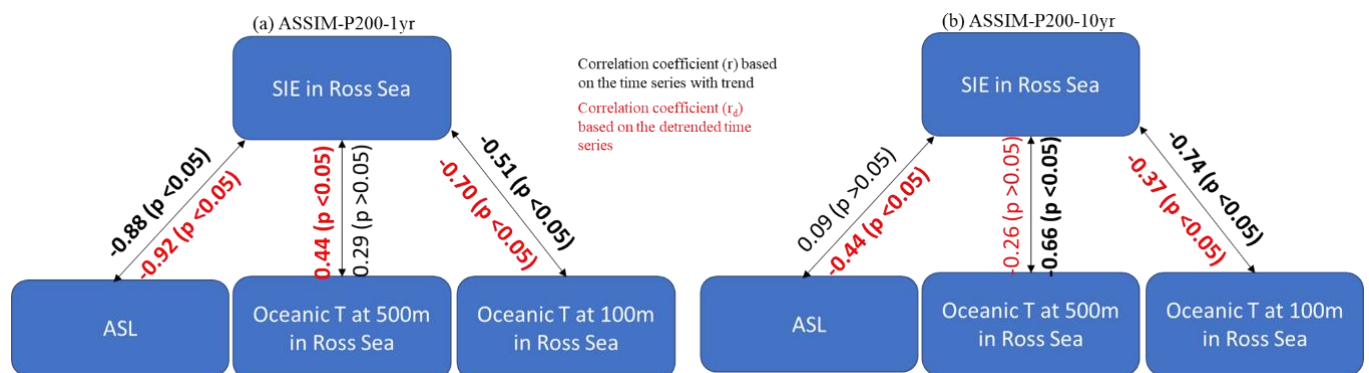 (a) ASSIM-P200-1yr
SIE in Ross Sea
-0.88 (p <0.05)
-0.92 (p <0.05)
0.44 (p <0.05)
0.29 (p >0.05)
-0.51 (p <0.05)
-0.70 (p <0.05)
ASL
Oceanic T at 500m
in Ross Sea
Oceanic T at 100m
in Ross Sea
Correlation coefficient (r) based
on the time series with trend
Correlation coefficient (rd)
based on the detrended time
series
(b) ASSIM-P200-10yr
SIE in Ross Sea
0.09 (p >0.05)
-0.44 (p <0.05)
-0.26 (p >0.05)
-0.66 (p <0.05)
-0.74 (p <0.05)
-0.37 (p <0.05)
ASL
Oceanic T at 500m
in Ross Sea
Oceanic T at 100m
in Ross Sea